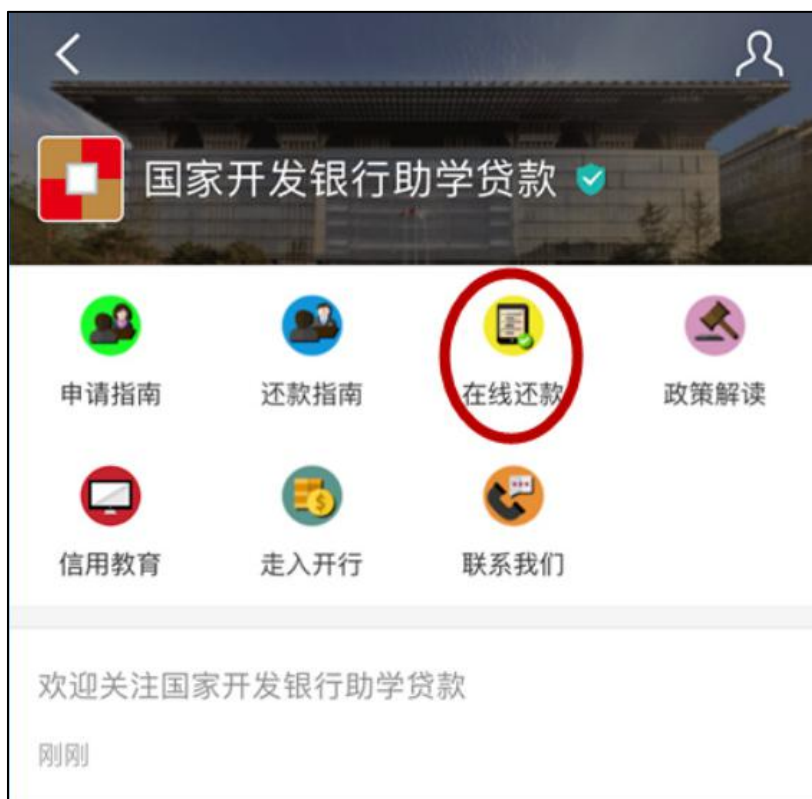 国家开发银行助学贷款
申请指南 还款指南 在线还款 政策解读
信用教育 走入开行 联系我们
欢迎关注国家开发银行助学贷款
刚刚